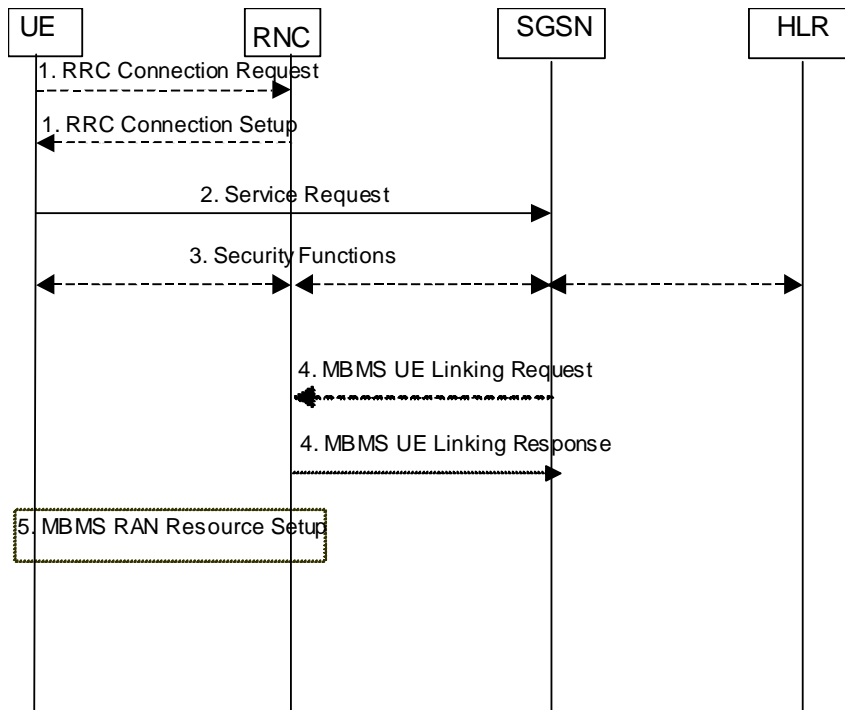 UE
RNC
SGSN
HLR
1. RRC Connection Request
1. RRC Connection Setup
2. Service Request
3. Security Functions
4. MBMS UE Linking Request
4. MBMS UE Linking Response
5. MBMS RAN Resource Setup